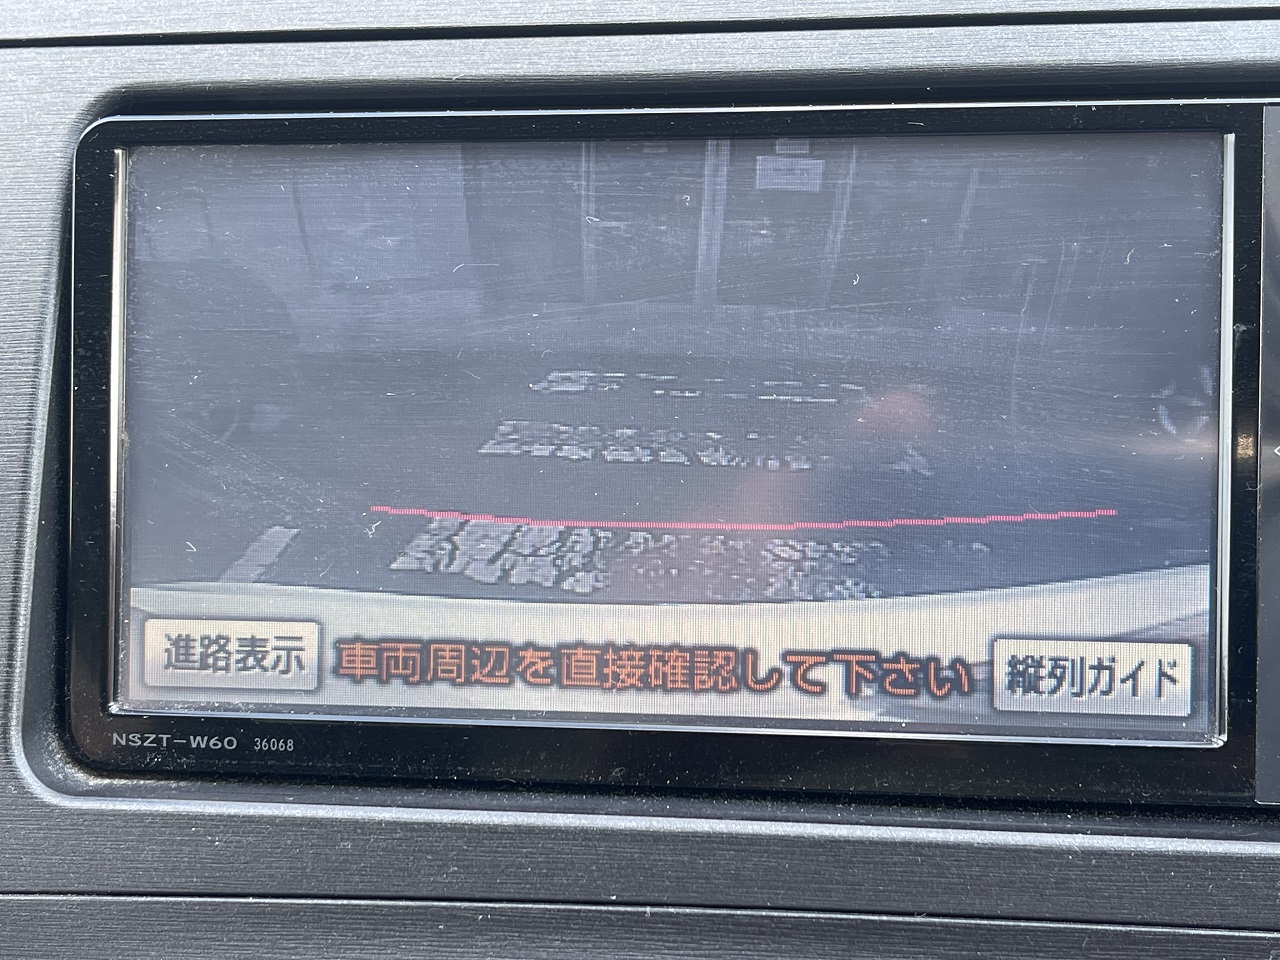 進路表示
車両周辺を直接確認して下さい
縦列ガイド
NSZT-W60 36068